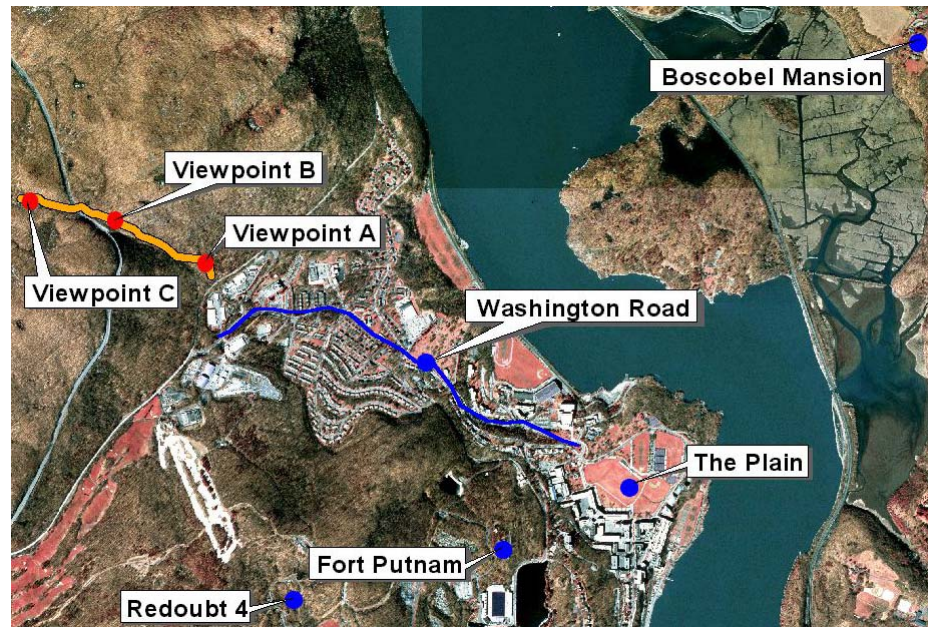 Boscobel Mansion
Viewpoint B
Viewpoint A
Viewpoint C
Washington Road
The Plain
Fort Putnam
Redoubt 4